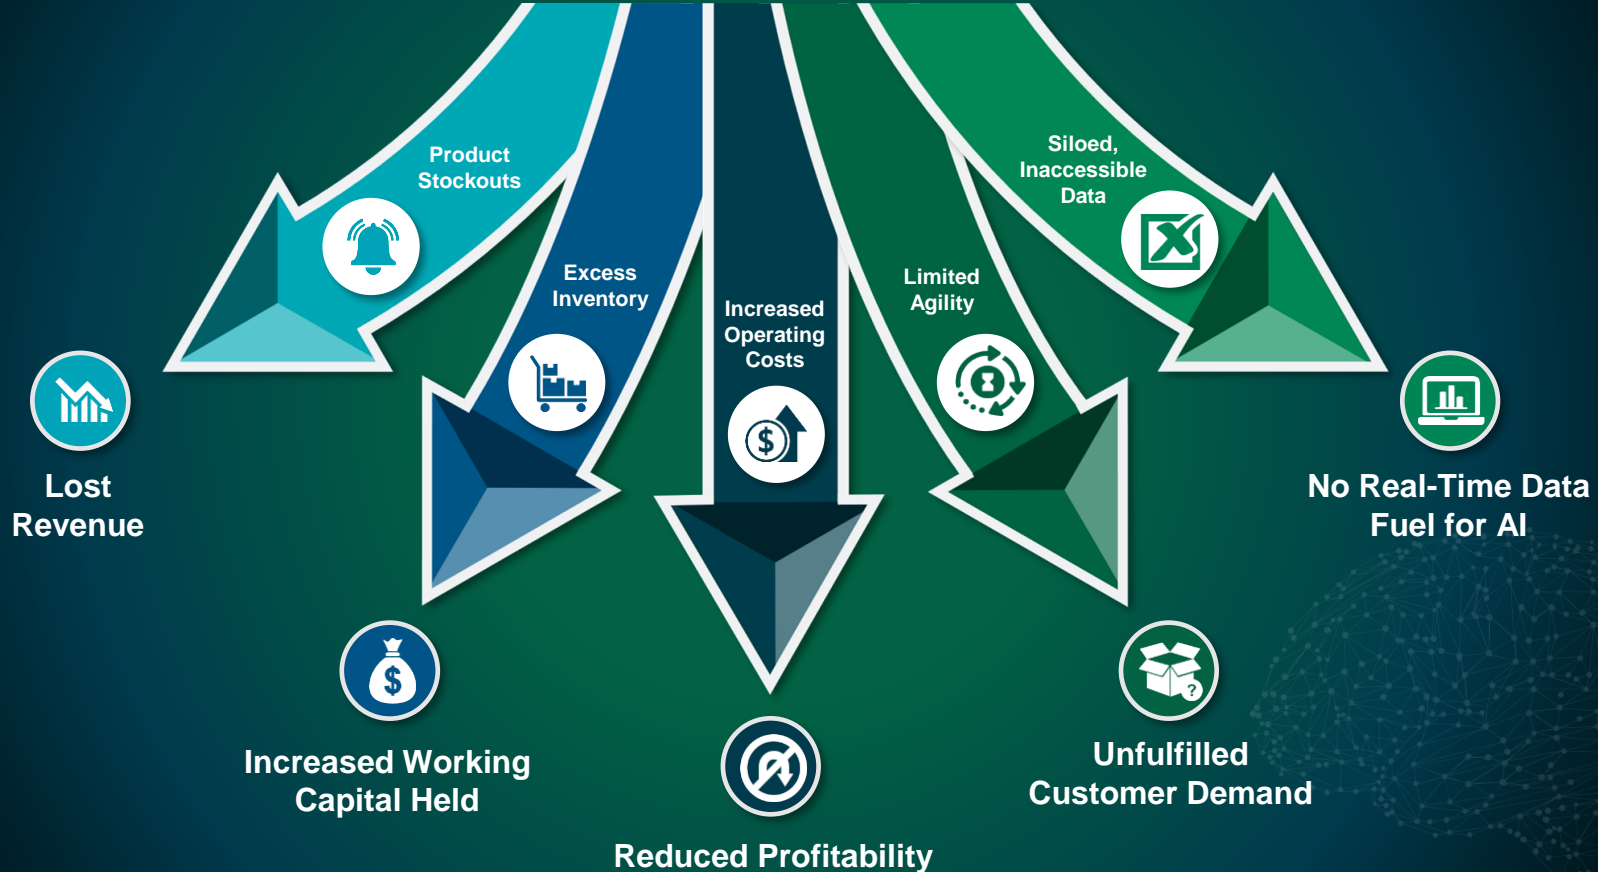 Product
Stockouts
Excess
Inventory
Increased
Operating
Costs
Limited
Agility
Siloed,
Inaccessible
Data
Lost
Revenue
Increased Working
Capital Held
Reduced Profitability
Unfulfilled
Customer Demand
No Real-Time Data
Fuel for AI
$
$
?
X